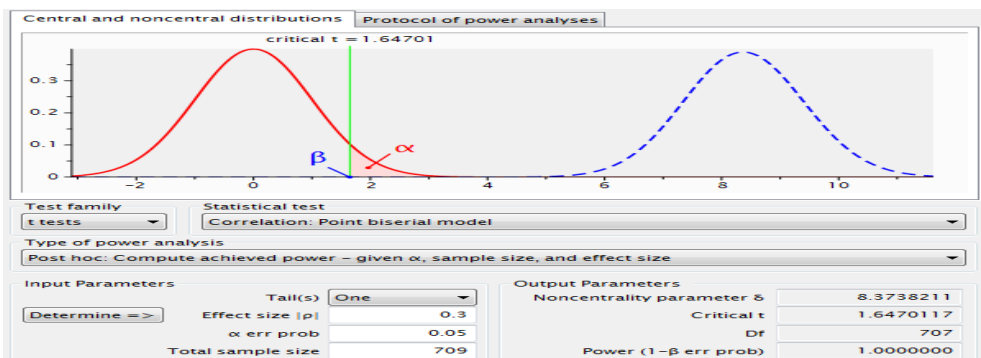 Central and noncentral distributions Protocol of power analyses
critical t = 1.64701
0.3
0.2
0.1
0
β
α
-2 0 2 4 6 8 10
Test family Statistical test
t tests Correlation: Point biserial model
Type of power analysis
Post hoc: Compute achieved power – given α, sample size, and effect size
Input Parameters Output Parameters
Tail(s) One Noncentrality parameter δ 8.3738211
Determine => Effect size |ρ| 0.3 Critical t 1.6470117
α err prob 0.05 Df 707
Total sample size 709 Power (1-β err prob) 1.0000000